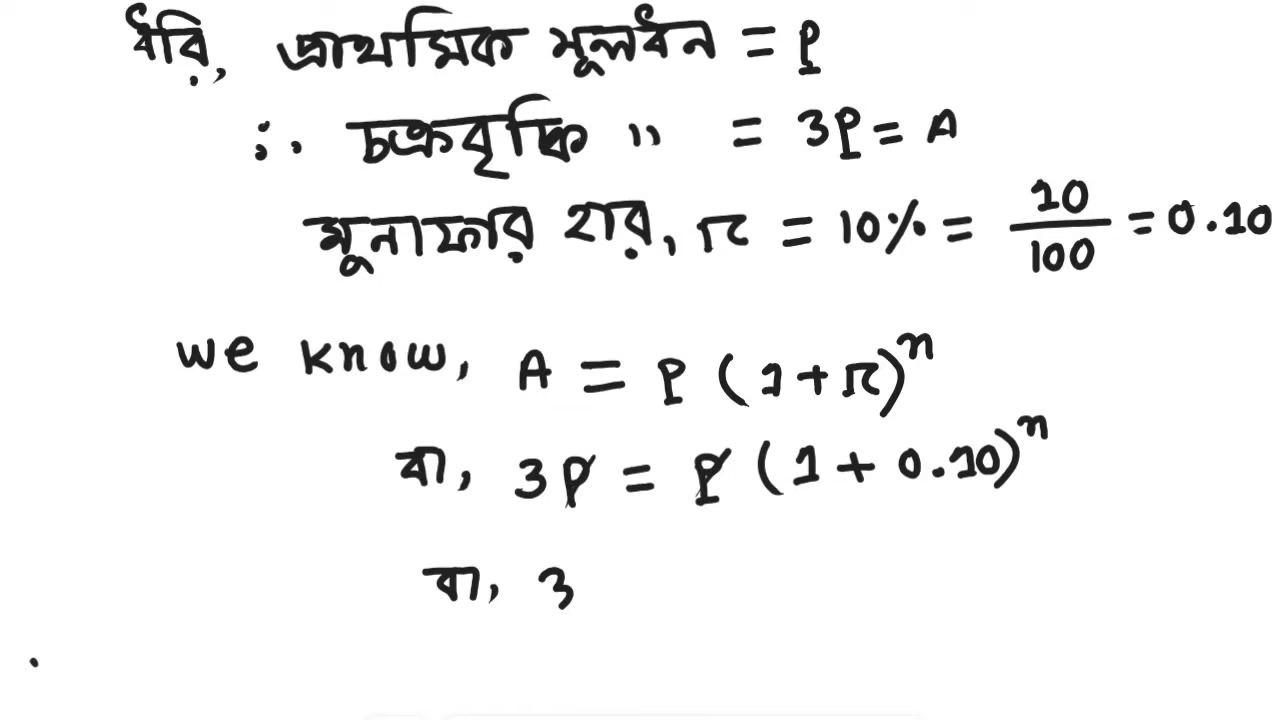 ধরি, প্রাথমিক মূলধন = P
∴ চক্রবৃদ্ধি " = 3P = A
মুনাফার হার, r = 10% = 10/100 = 0.10
we know, A = P (1 + r)^n
বা, 3P = P (1 + 0.10)^n
বা, 3